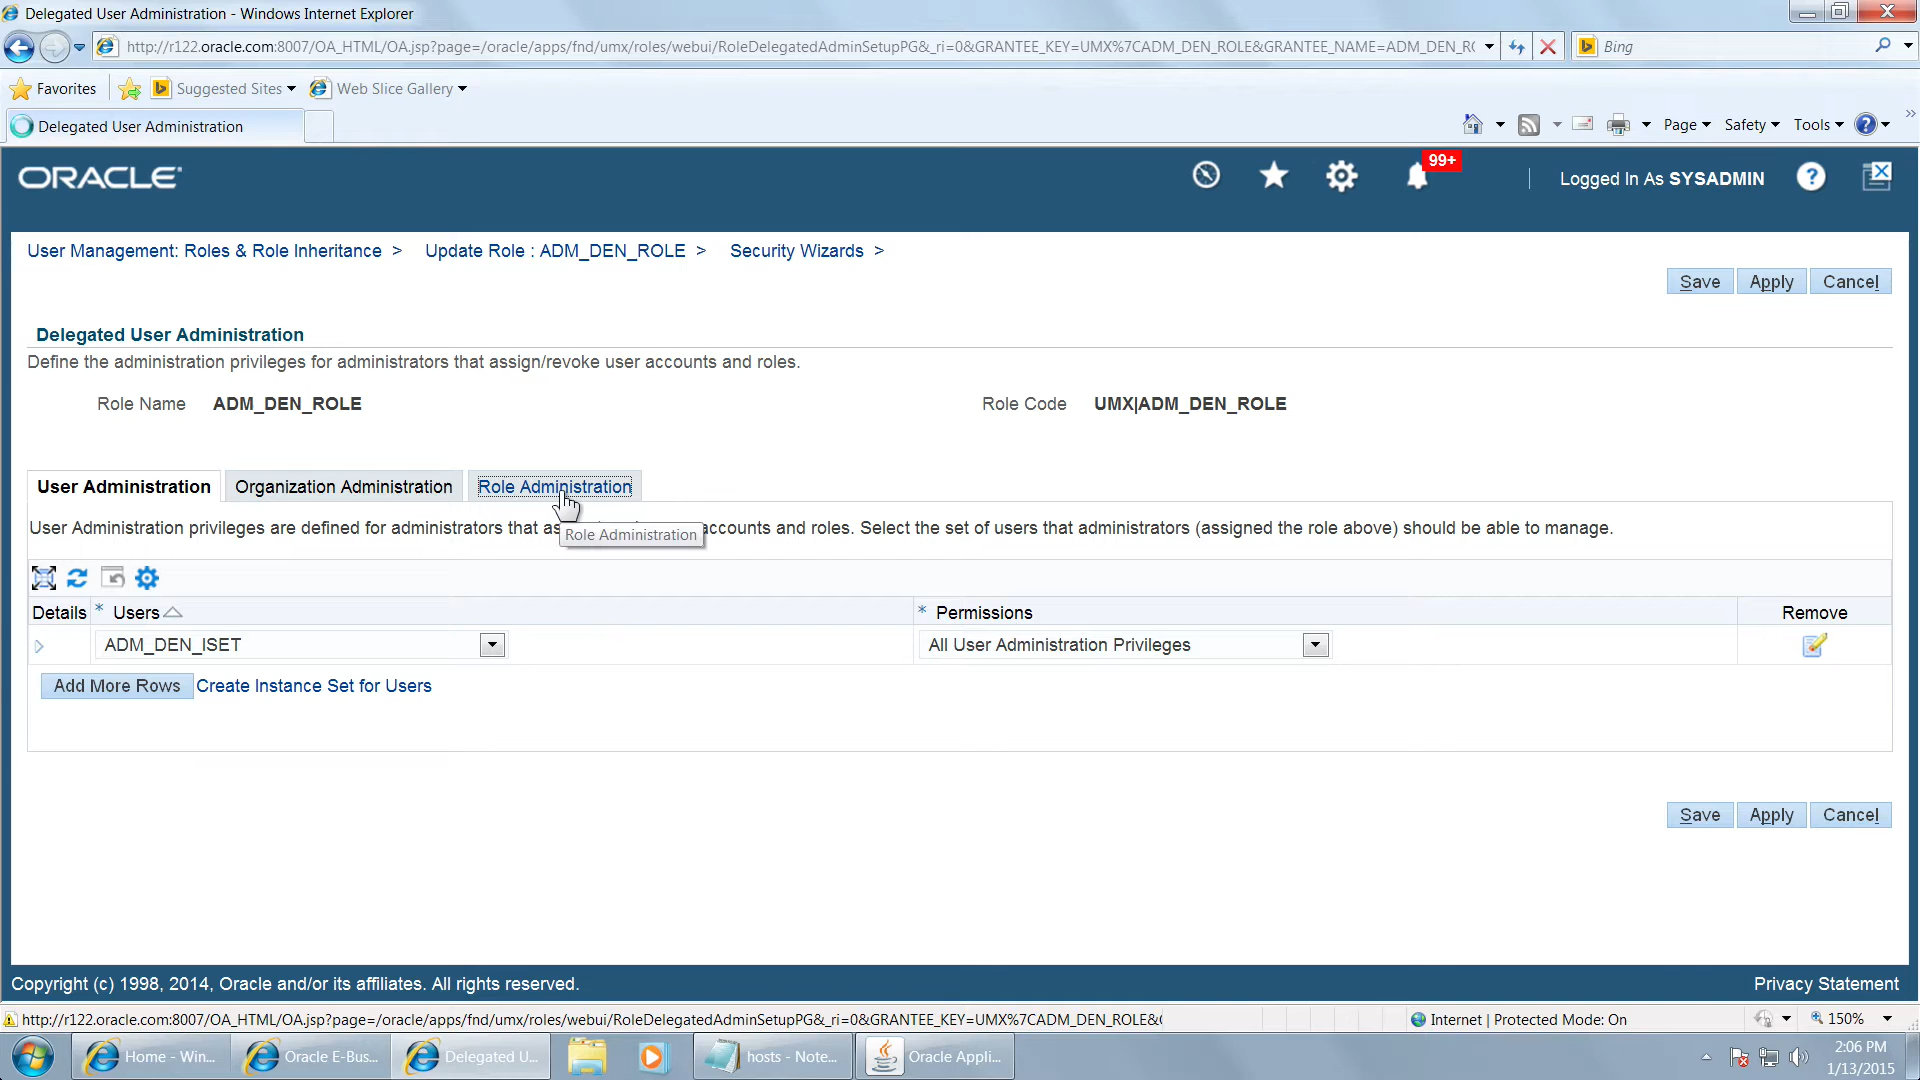 Delegated User Administration - Windows Internet Explorer
http://r122.oracle.com:8007/OA_HTML/OA.jsp?page=/oracle/apps/fnd/umx/roles/webui/RoleDelegatedAdminSetupPG&_ri=0&GRANTEE_KEY=UMX%7CADM_DEN_ROLE&GRANTEE_NAME=ADM_DEN_R
Bing
Favorites Suggested Sites Web Slice Gallery
Delegated User Administration
Page Safety Tools
ORACLE
99+
Logged In As SYSADMIN
User Management: Roles & Role Inheritance > Update Role : ADM_DEN_ROLE > Security Wizards >
Save Apply Cancel
Delegated User Administration
Define the administration privileges for administrators that assign/revoke user accounts and roles.
Role Name ADM_DEN_ROLE Role Code UMX|ADM_DEN_ROLE
User Administration Organization Administration Role Administration
User Administration privileges are defined for administrators that as accounts and roles. Select the set of users that administrators (assigned the role above) should be able to manage.
Role Administration
Details * Users * Permissions Remove
ADM_DEN_ISET All User Administration Privileges
Add More Rows Create Instance Set for Users
Save Apply Cancel
Copyright (c) 1998, 2014, Oracle and/or its affiliates. All rights reserved. Privacy Statement
http://r122.oracle.com:8007/OA_HTML/OA.jsp?page=/oracle/apps/fnd/umx/roles/webui/RoleDelegatedAdminSetupPG&_ri=0&GRANTEE_KEY=UMX%7CADM_DEN_ROLE& Internet | Protected Mode: On 150%
Home - Win... Oracle E-Bus... Delegated U... hosts - Note... Oracle Appli...
2:06 PM
1/13/2015